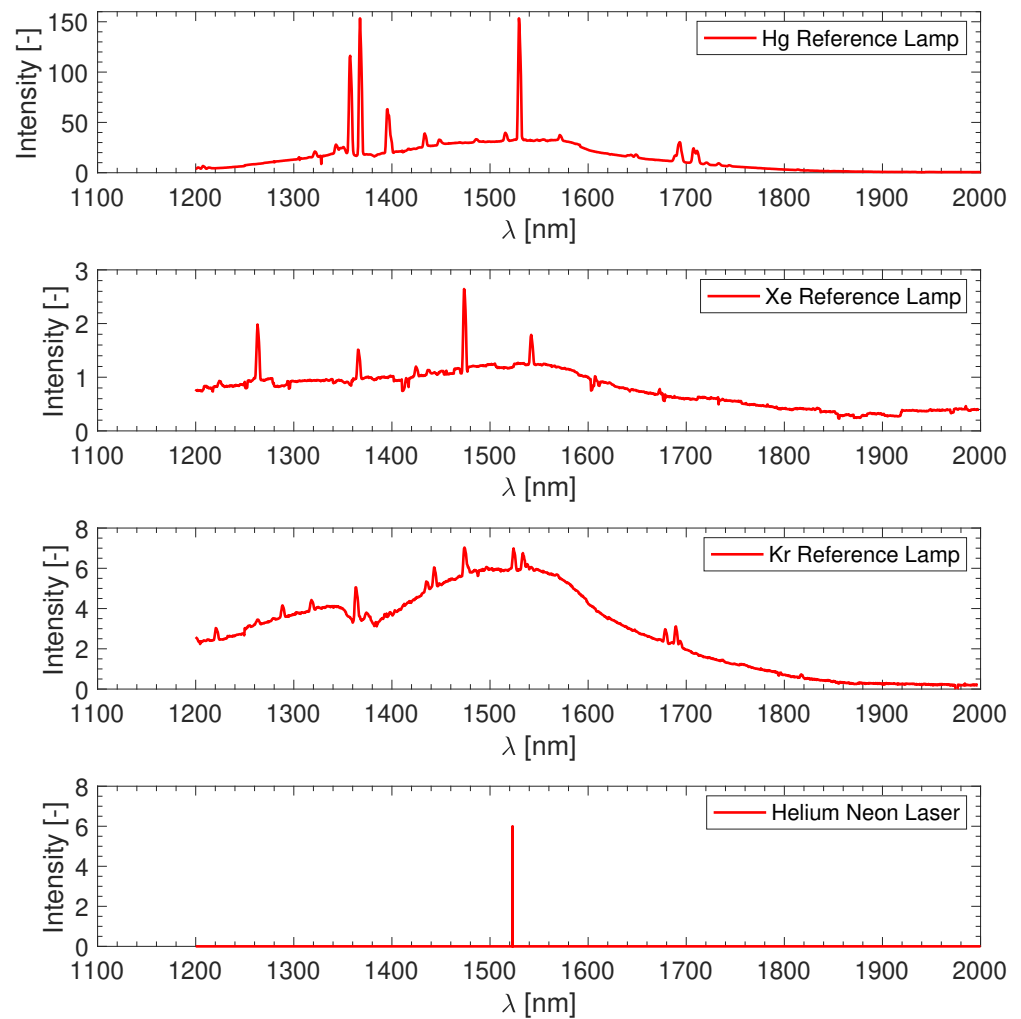 Intensity [-]
150
100
50
0
Hg Reference Lamp
1100 1200 1300 1400 1500 1600 1700 1800 1900 2000
λ [nm]
Intensity [-]
3
2
1
0
Xe Reference Lamp
1100 1200 1300 1400 1500 1600 1700 1800 1900 2000
λ [nm]
Intensity [-]
8
6
4
2
0
Kr Reference Lamp
1100 1200 1300 1400 1500 1600 1700 1800 1900 2000
λ [nm]
Intensity [-]
8
6
4
2
0
Helium Neon Laser
1100 1200 1300 1400 1500 1600 1700 1800 1900 2000
λ [nm]